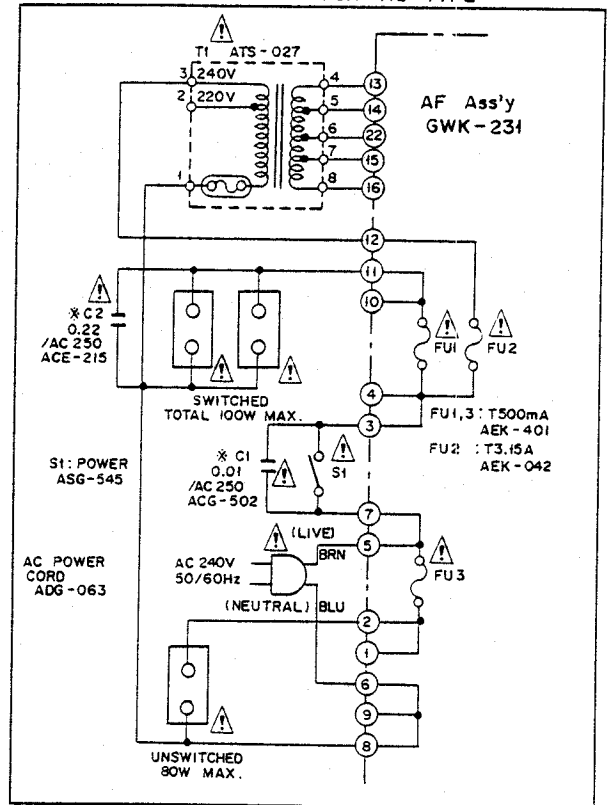 T1 ATS-027
3 240V
2 220V
1
4
5
6
7
8
13
14
22
15
16
AF Ass'y
GWK-231
12
11
10
※ C2
0.22
/AC 250
ACE-215
FU1
FU2
SWITCHED
TOTAL 100W MAX.
4
3
FU1,3 : T500mA
AEK-401
FU2 : T3.15A
AEK-042
S1: POWER
ASG-545
※ C1
0.01
/AC 250
ACG-502
S1
7
(LIVE)
BRN
5
AC 240V
50/60Hz
FU3
AC POWER
CORD
ADG-063
(NEUTRAL) BLU
2
1
6
9
8
UNSWITCHED
80W MAX.